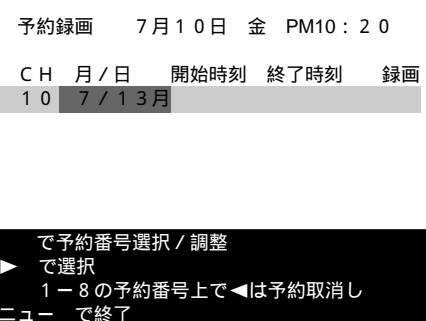 予約録画　7月10日　金　PM10：20
CH　月/日　開始時刻　終了時刻　録画
10　7/13月
で予約番号選択/調整
▶　で選択
1ー8の予約番号上で◀は予約取消し
ニュー　で終了